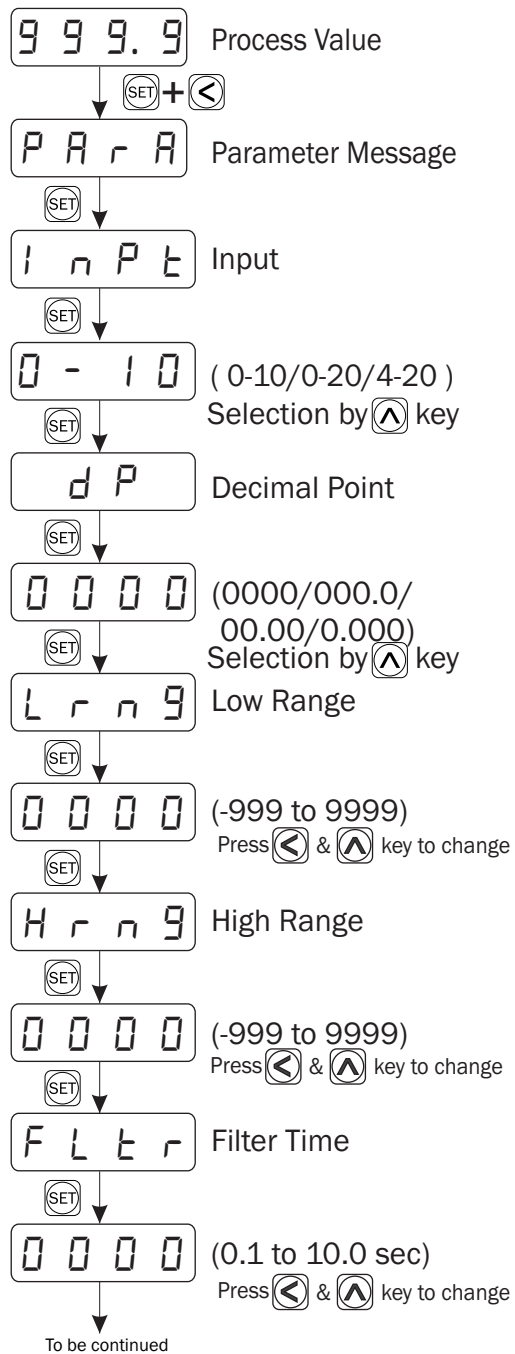 999.9 Process Value
SET + <
PArA Parameter Message
SET
InPt Input
SET
0-10 ( 0-10/0-20/4-20 )
Selection by ∧ key
SET
dP Decimal Point
SET
0000 (0000/000.0/
00.00/0.000)
Selection by ∧ key
SET
Lrng Low Range
SET
0000 (-999 to 9999)
Press < & ∧ key to change
SET
Hrng High Range
SET
0000 (-999 to 9999)
Press < & ∧ key to change
SET
FLtr Filter Time
SET
0000 (0.1 to 10.0 sec)
Press < & ∧ key to change
To be continued